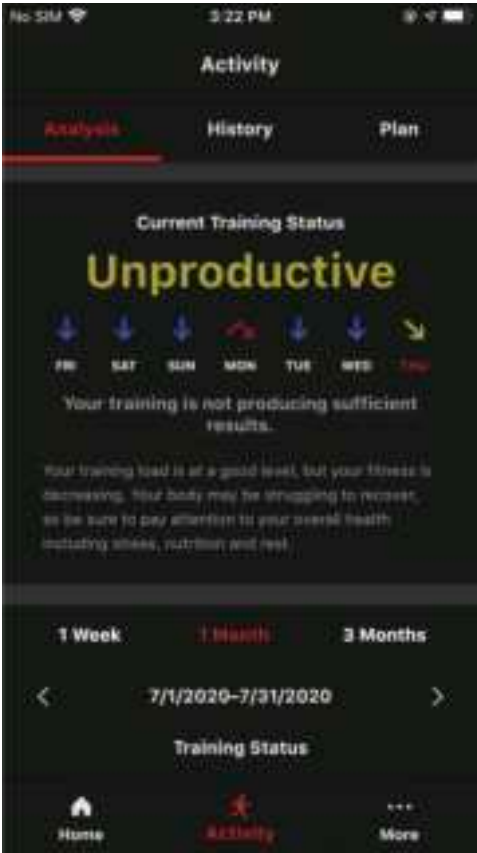 No SIM 3:22 PM
Activity
Analysis History Plan
Current Training Status
Unproductive
FRI SAT SUN MON TUE WED THU
Your training is not producing sufficient
results.
Your training load is at a good level, but your fitness is
decreasing. Your body may be struggling to recover,
so be sure to pay attention to your overall health
including stress, nutrition and rest.
1 Week 1 Month 3 Months
7/1/2020–7/31/2020
Training Status
Home Activity More